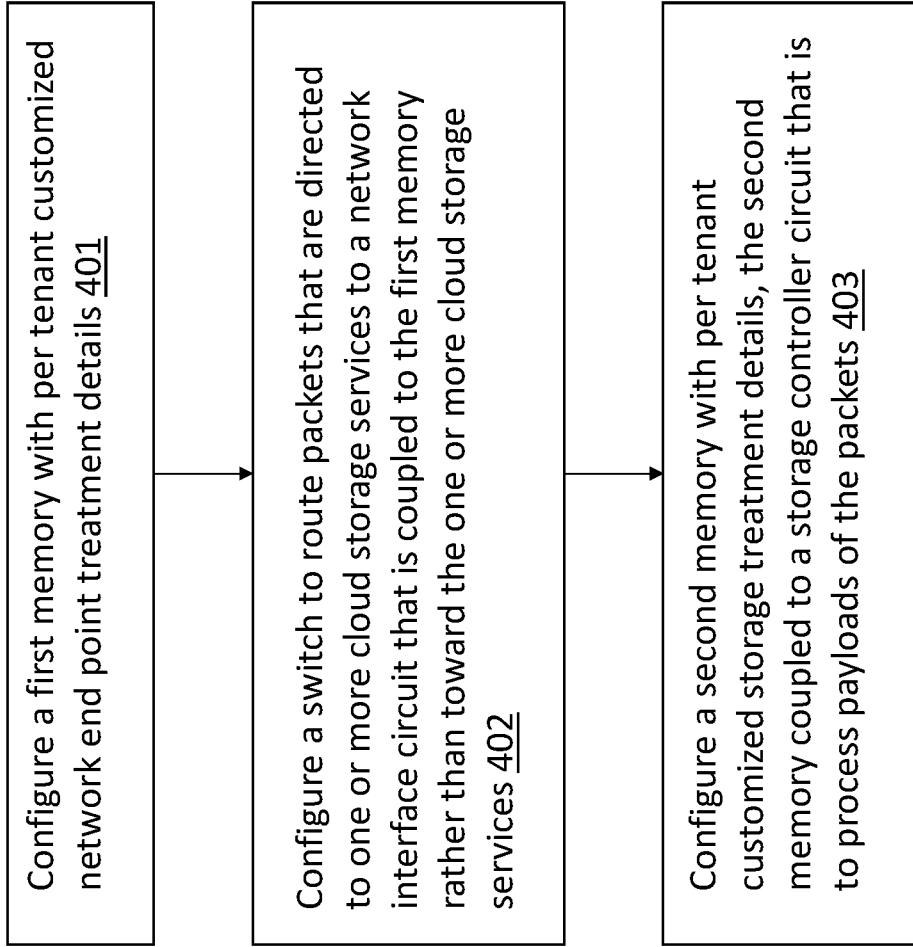 Configure a first memory with per tenant customized
network end point treatment details 401
Configure a switch to route packets that are directed
to one or more cloud storage services to a network
interface circuit that is coupled to the first memory
rather than toward the one or more cloud storage
services 402
Configure a second memory with per tenant
customized storage treatment details, the second
memory coupled to a storage controller circuit that is
to process payloads of the packets 403